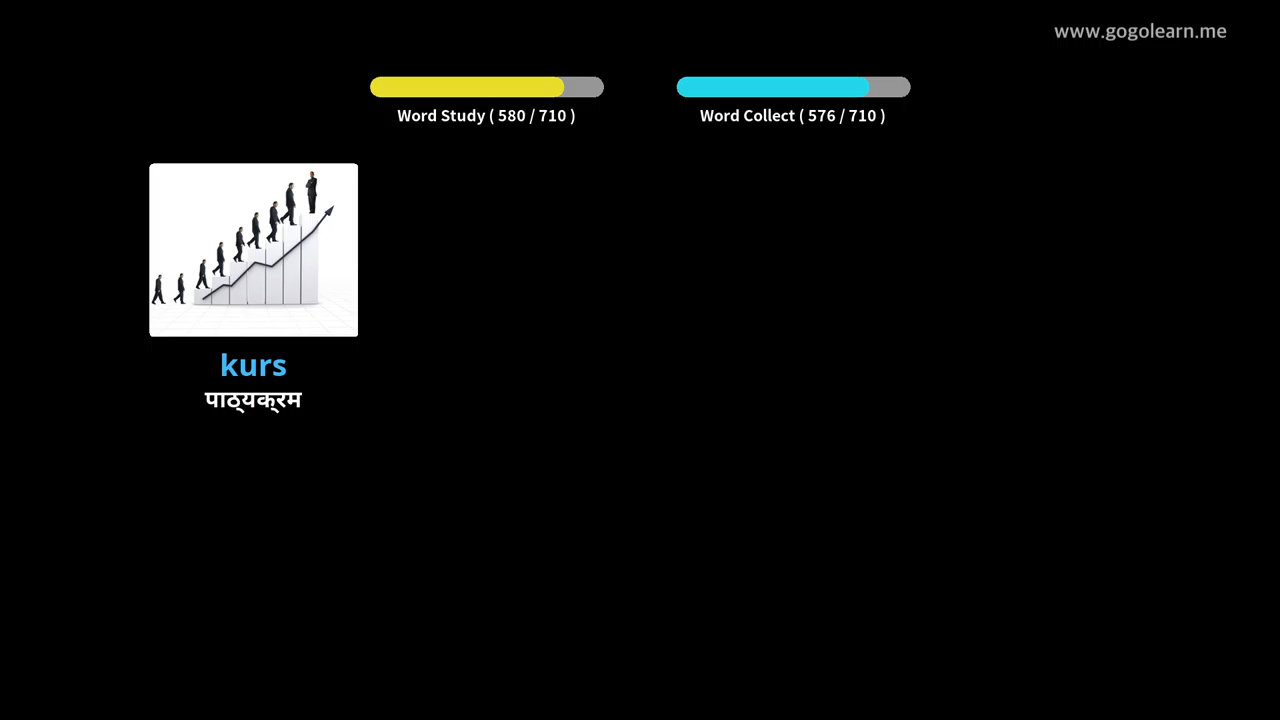 www.gogolearn.me
Word Study ( 580 / 710 )
Word Collect ( 576 / 710 )
kurs
पाठ्यक्रम